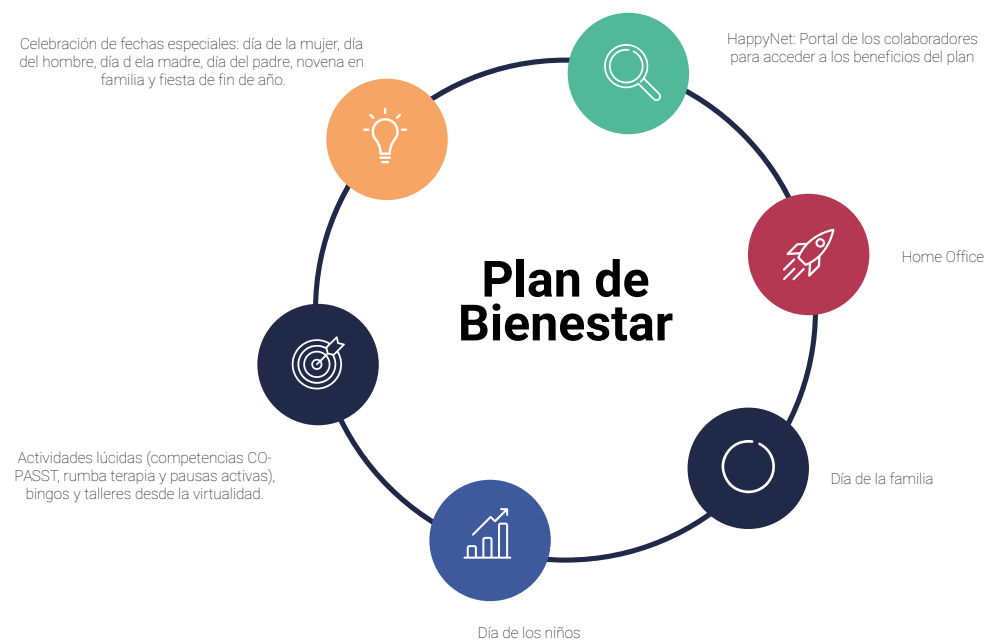 Celebración de fechas especiales: día de la mujer, día
del hombre, día d ela madre, día del padre, novena en
familia y fiesta de fin de año.
HappyNet: Portal de los colaboradores
para acceder a los beneficios del plan
Home Office
Plan de
Bienestar
Día de la familia
Actividades lúcidas (competencias CO-
PASST, rumba terapia y pausas activas),
bingos y talleres desde la virtualidad.
Día de los niños